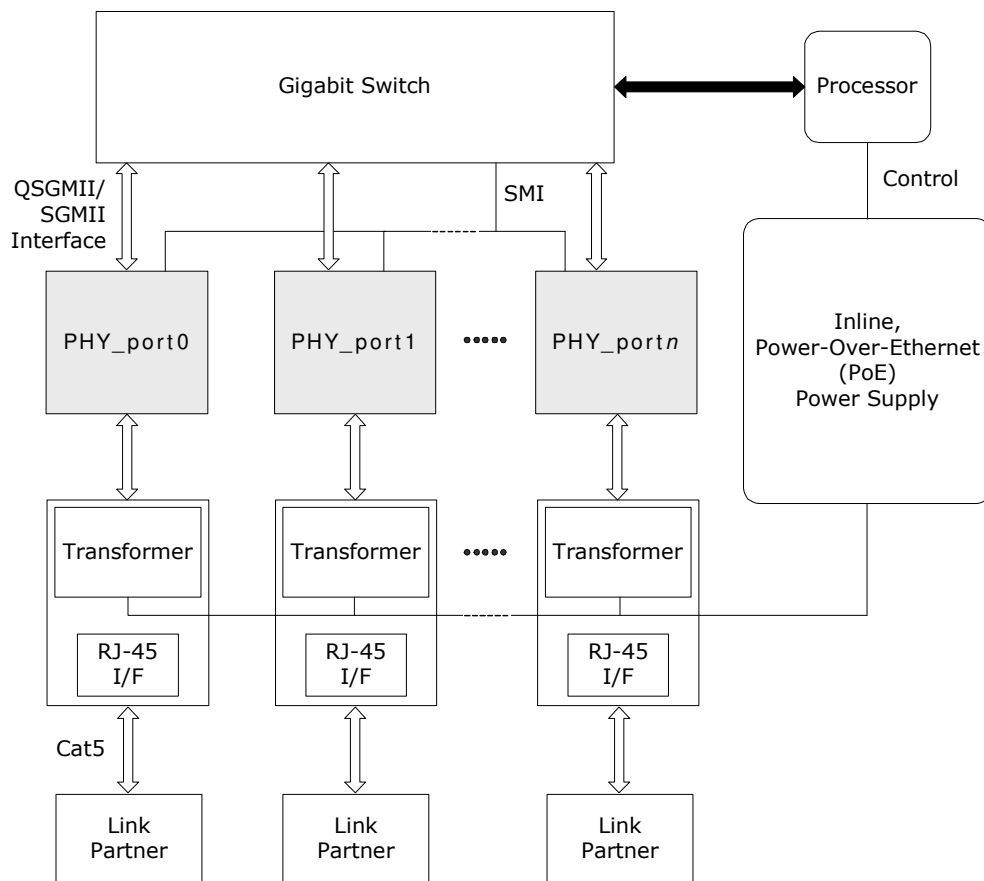 Gigabit Switch
Processor
QSGMII/
SGMII
Interface
SMI
Control
PHY_port0
PHY_port1
PHY_portn
Inline,
Power-Over-Ethernet
(PoE)
Power Supply
Transformer
Transformer
Transformer
RJ-45
I/F
RJ-45
I/F
RJ-45
I/F
Cat5
Link
Partner
Link
Partner
Link
Partner